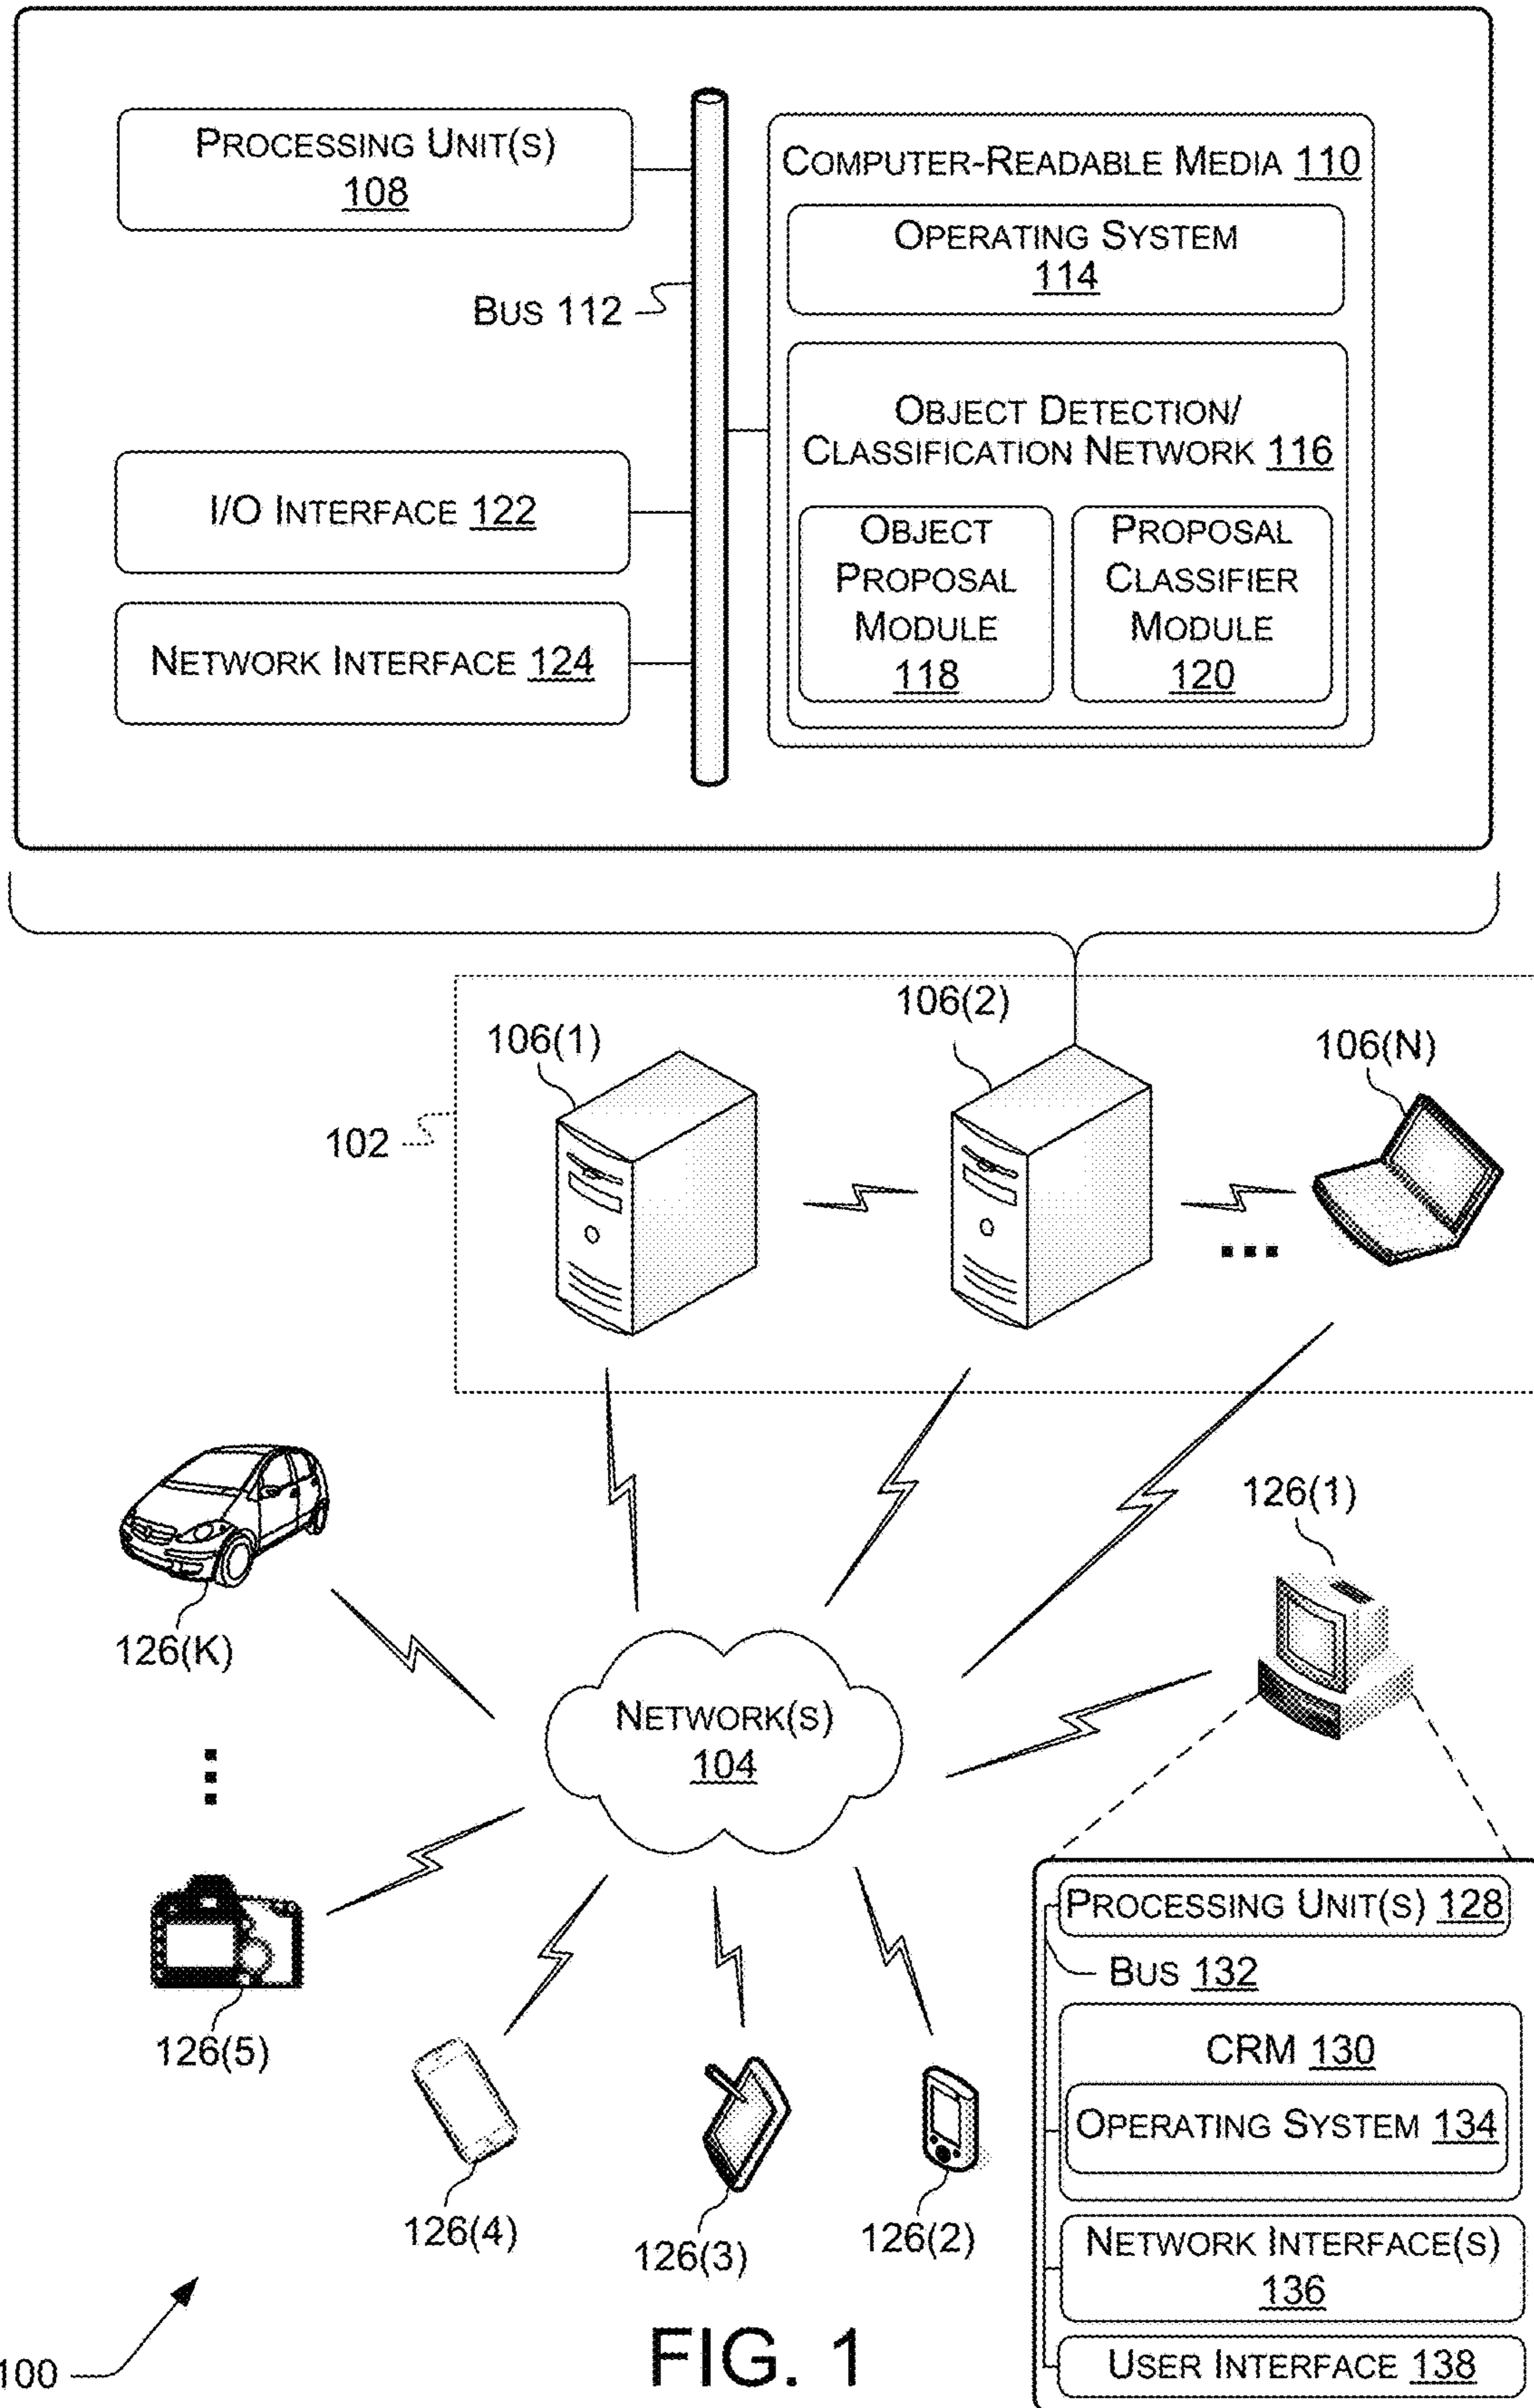 PROCESSING UNIT(S)
108
COMPUTER-READABLE MEDIA 110
OPERATING SYSTEM
114
BUS 112
OBJECT DETECTION/
CLASSIFICATION NETWORK 116
I/O INTERFACE 122
OBJECT
PROPOSAL
MODULE
118
PROPOSAL
CLASSIFIER
MODULE
120
NETWORK INTERFACE 124
106(1)
106(2)
106(N)
102
126(K)
126(1)
NETWORK(S)
104
126(5)
126(4)
126(3)
126(2)
PROCESSING UNIT(S) 128
BUS 132
CRM 130
OPERATING SYSTEM 134
NETWORK INTERFACE(S)
136
USER INTERFACE 138
100
FIG. 1